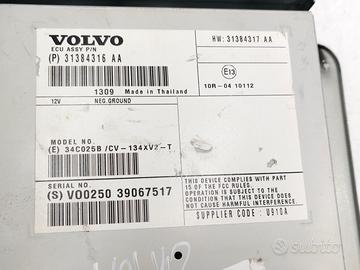 VOLVO
HW: 31384317 AA
ECU ASSY P/N
(P) 31384316 AA
E13
1309 Made in Thailand
10R-04 10112
12V NEG.GROUND
MODEL NO.
(E) 34C025B /CV-134XV2-T
SERIAL NO.
(S) V00250 39067517
THIS DEVICE COMPLIES WITH PART
15 OF THE FCC RULES.
OPERATION IS SUBJECT TO THE
CONDITION THAT THIS DEVICE DOES
NOT CAUSE HARMFUL INTERFERENCE.
SUPPLIER CODE: U910A
VOLVO
subito